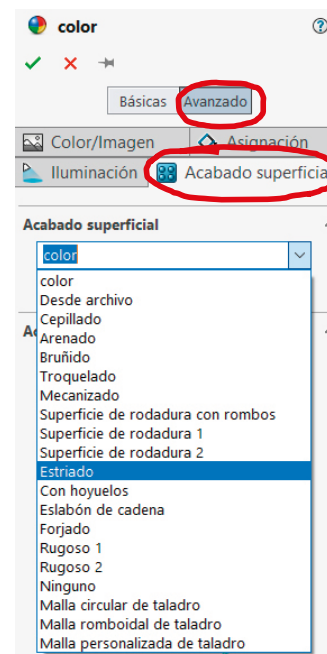 color
Básicas Avanzado
Color/Imagen Asignación
Iluminación Acabado superficia
Acabado superficial
color
color
Desde archivo
Cepillado
Arenado
Bruñido
Troquelado
Mecanizado
Superficie de rodadura con rombos
Superficie de rodadura 1
Superficie de rodadura 2
Estriado
Con hoyuelos
Eslabón de cadena
Forjado
Rugoso 1
Rugoso 2
Ninguno
Malla circular de taladro
Malla romboidal de taladro
Malla personalizada de taladro